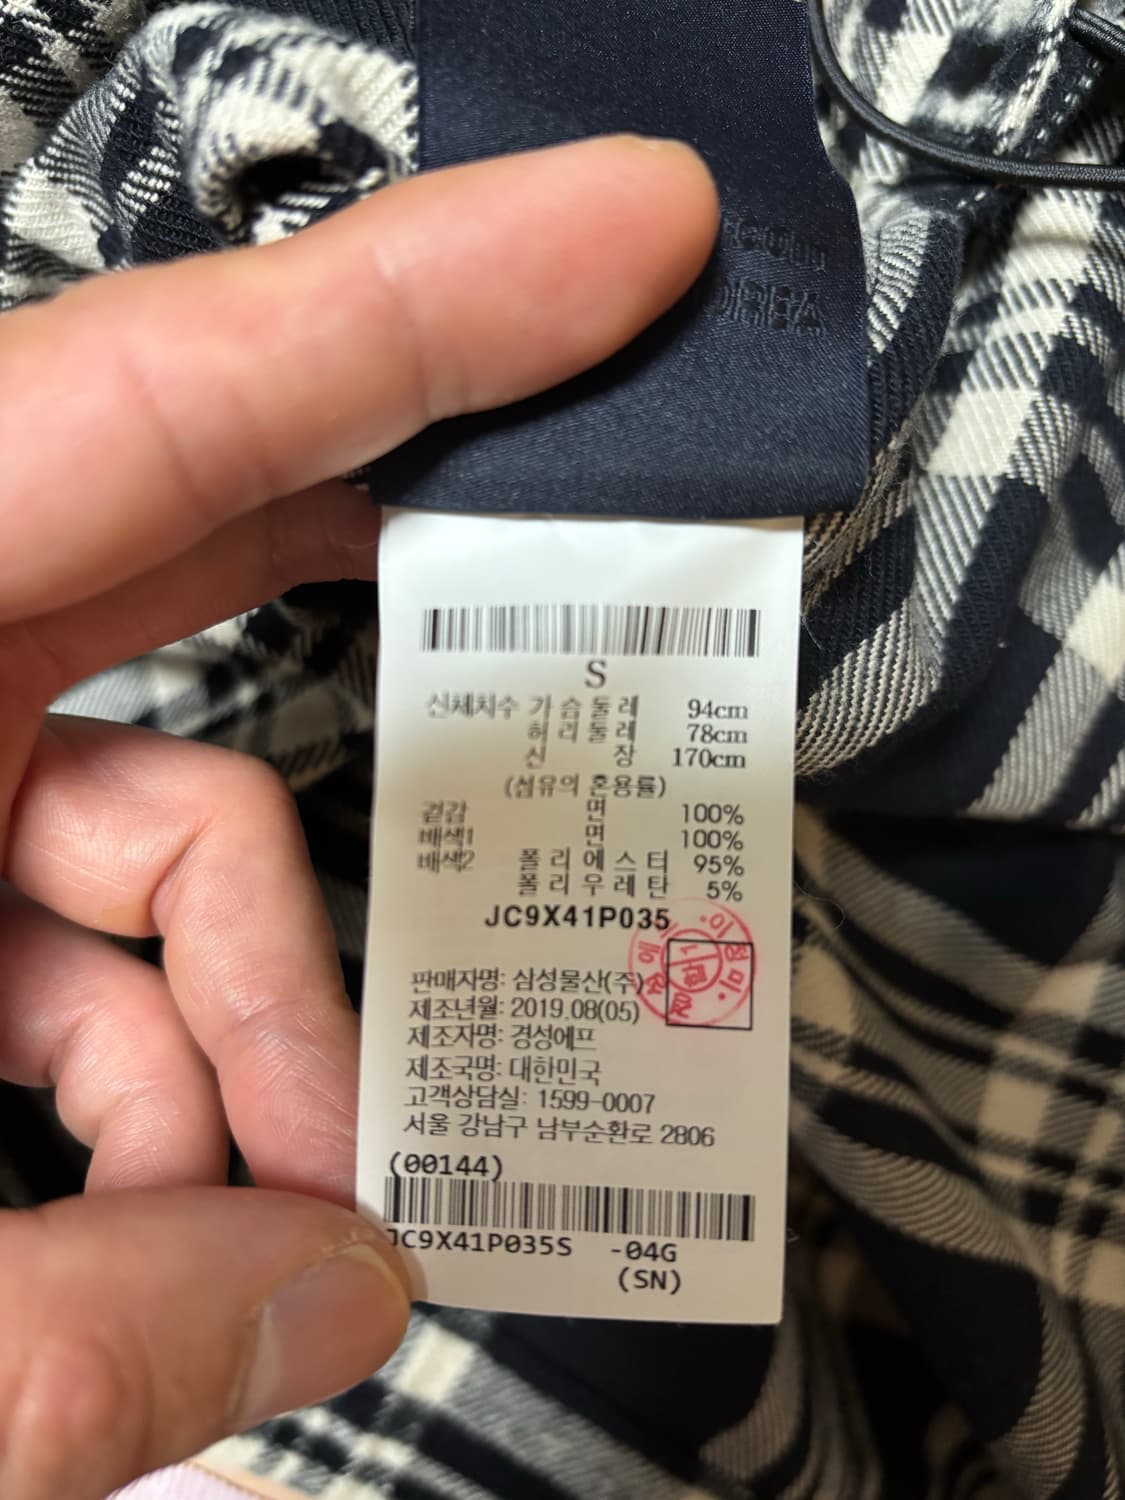 S
신체치수 가슴둘레 94cm
허리둘레 78cm
신장 170cm
(섬유의 혼용률)
겉감 면 100%
배색1 면 100%
배색2 폴리에스터 95%
폴리우레탄 5%
JC9X41P035
판매자명: 삼성물산(주)
제조년월: 2019.08(05)
제조자명: 경성에프
제조국명: 대한민국
고객상담실: 1599-0007
서울 강남구 남부순환로 2806
(00144)
JC9X41P035S -04G
(SN)